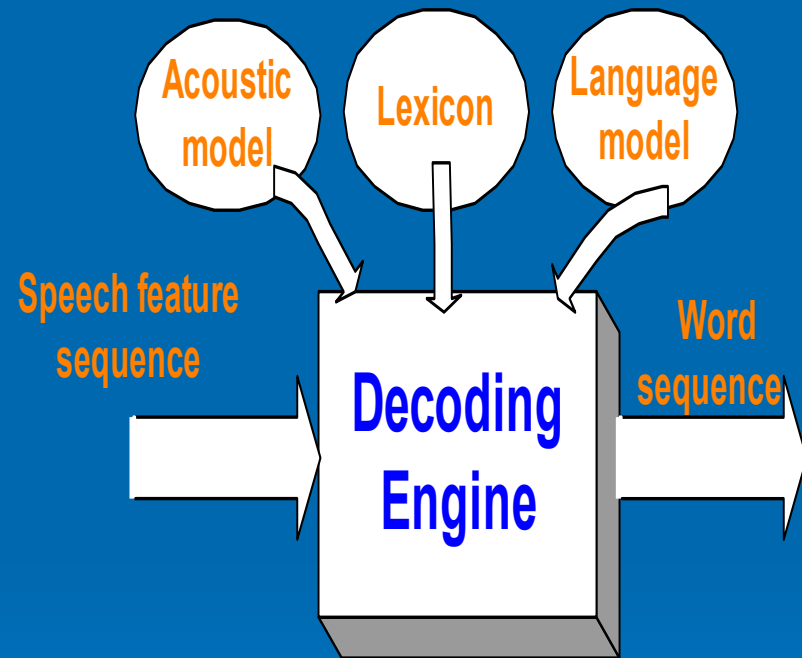 Acoustic
model
Lexicon
Language
model
Speech feature
sequence
Word
sequence
Decoding
Engine